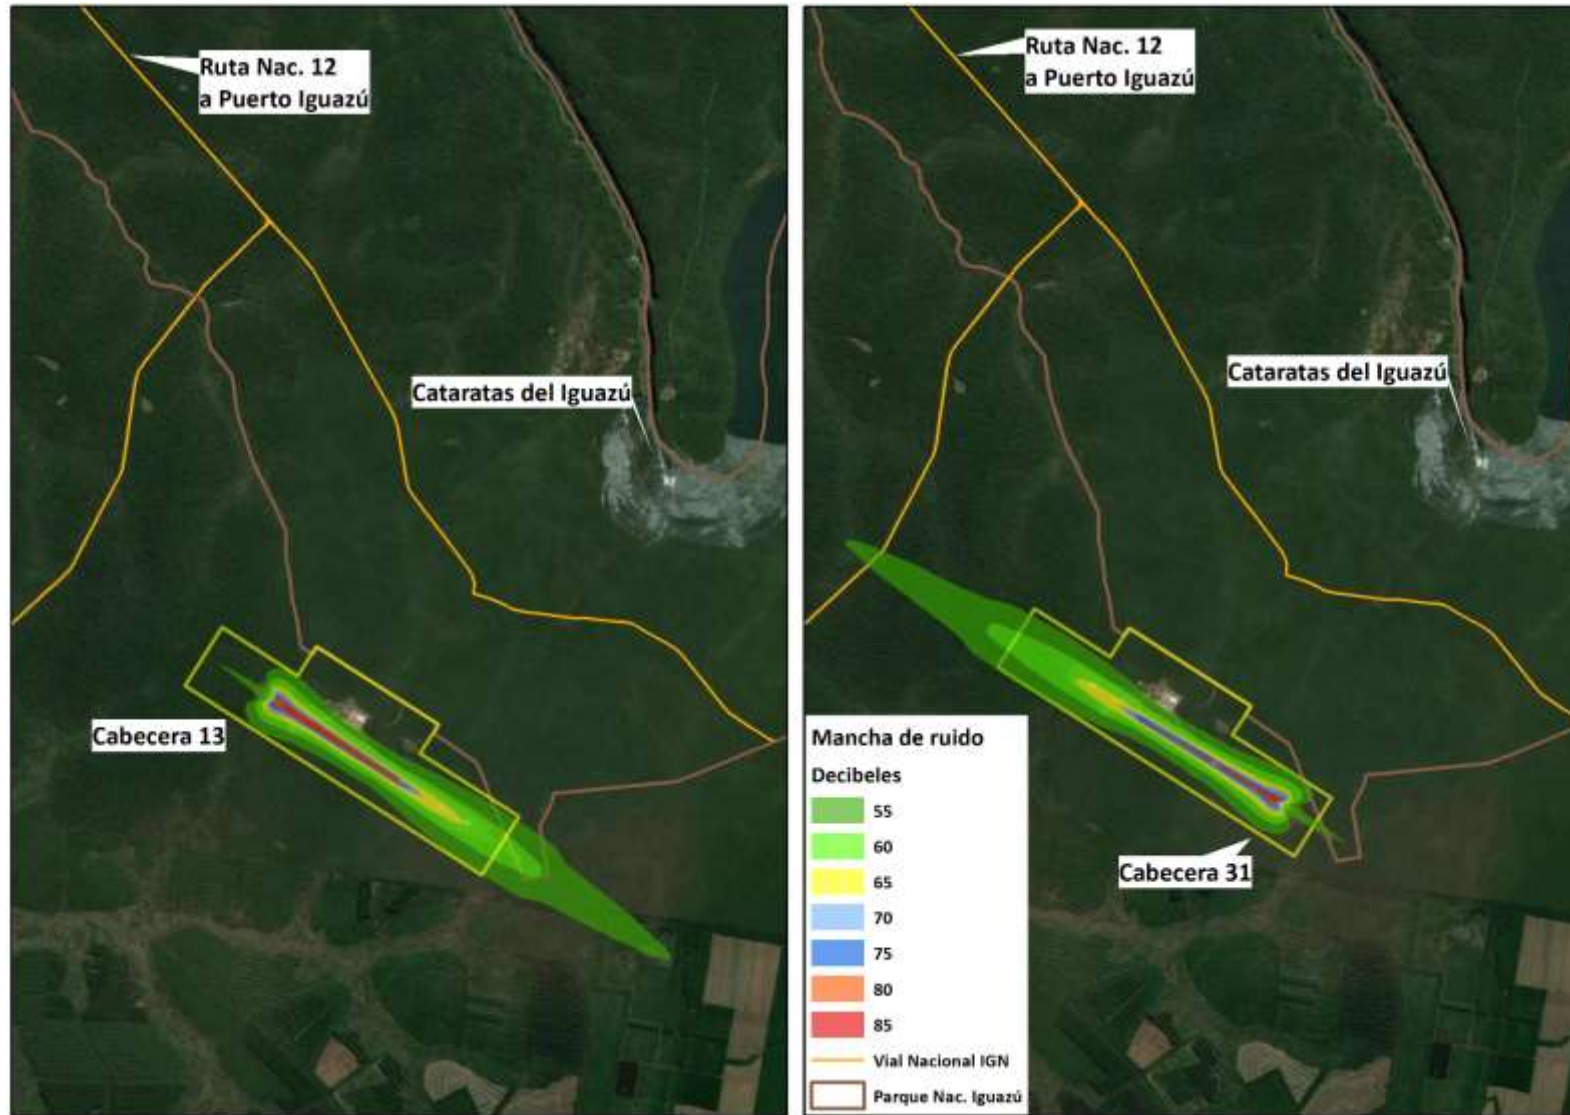 Ruta Nac. 12
a Puerto Iguazú
Cataratas del Iguazú
Cabecera 13
Ruta Nac. 12
a Puerto Iguazú
Cataratas del Iguazú
Cabecera 31
Mancha de ruido
Decibeles
55
60
65
70
75
80
85
Vial Nacional IGN
Parque Nac. Iguazú